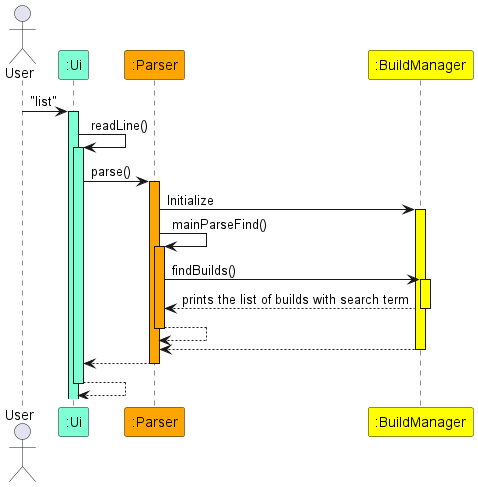 User
:Ui
:Parser
:BuildManager
"list"
readLine()
parse()
Initialize
mainParseFind()
findBuilds()
prints the list of builds with search term
User
:Ui
:Parser
:BuildManager